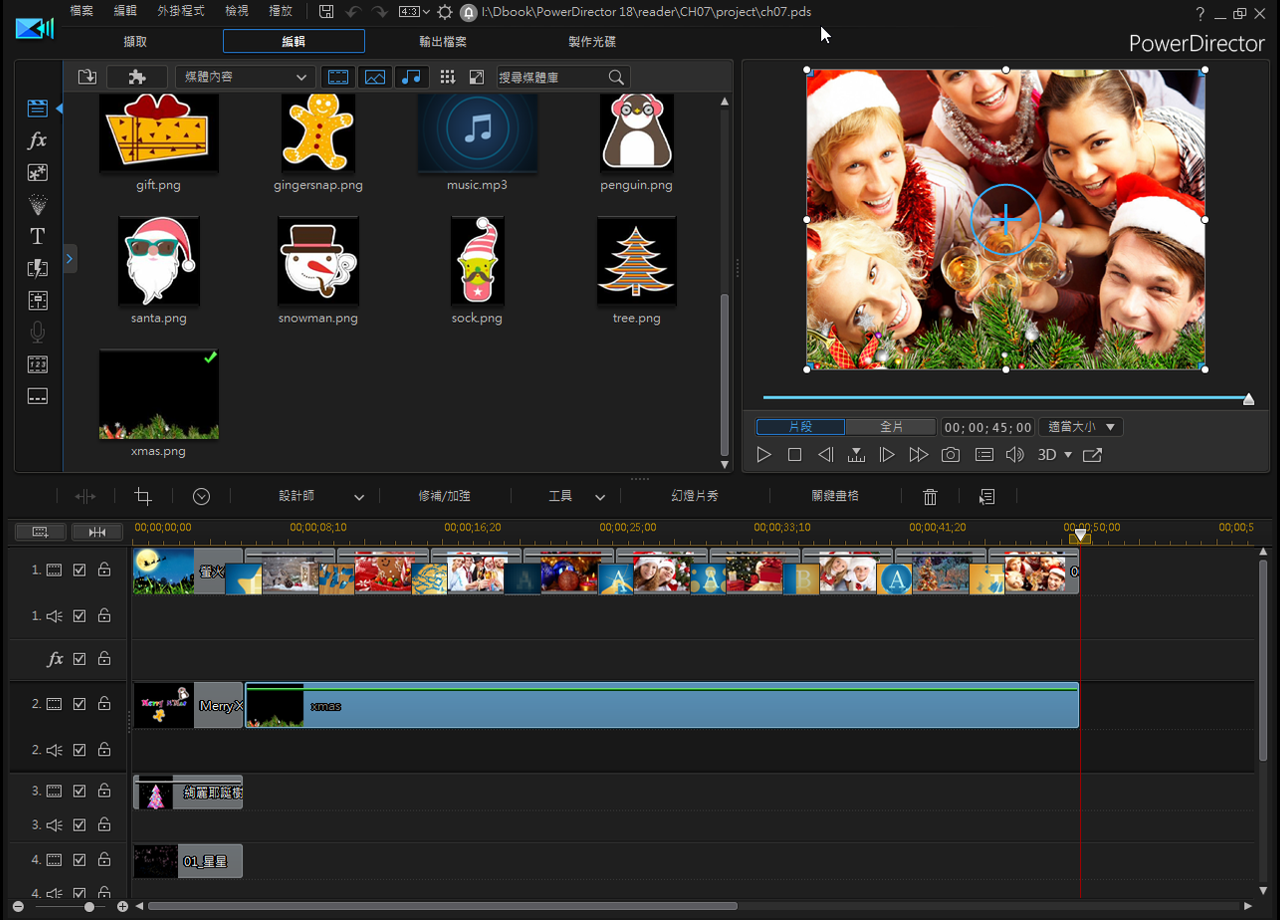 檔案 編輯 外掛程式 檢視 播放 4:3 I:\Dbook\PowerDirector 18\reader\CH07\project\ch07.pds ?
擷取 編輯 輸出檔案 製作光碟 PowerDirector
媒體內容 搜尋媒體庫
gift.png gingersnap.png music.mp3 penguin.png
santa.png snowman.png sock.png tree.png
xmas.png
fx
T
片段 全片 00;00;45;00 適當大小
3D
設計師 修補/加強 工具 幻燈片秀 關鍵畫格
00;00;00;00 00;00;08;10 00;00;16;20 00;00;25;00 00;00;33;10 00;00;41;20 00;00;50;00 00;00;5
1. 螢火 A A A B A 0
1.
fx
2. Merry X xmas
2.
3. 絢麗耶誕樹
3.
4. 01_星星
4.